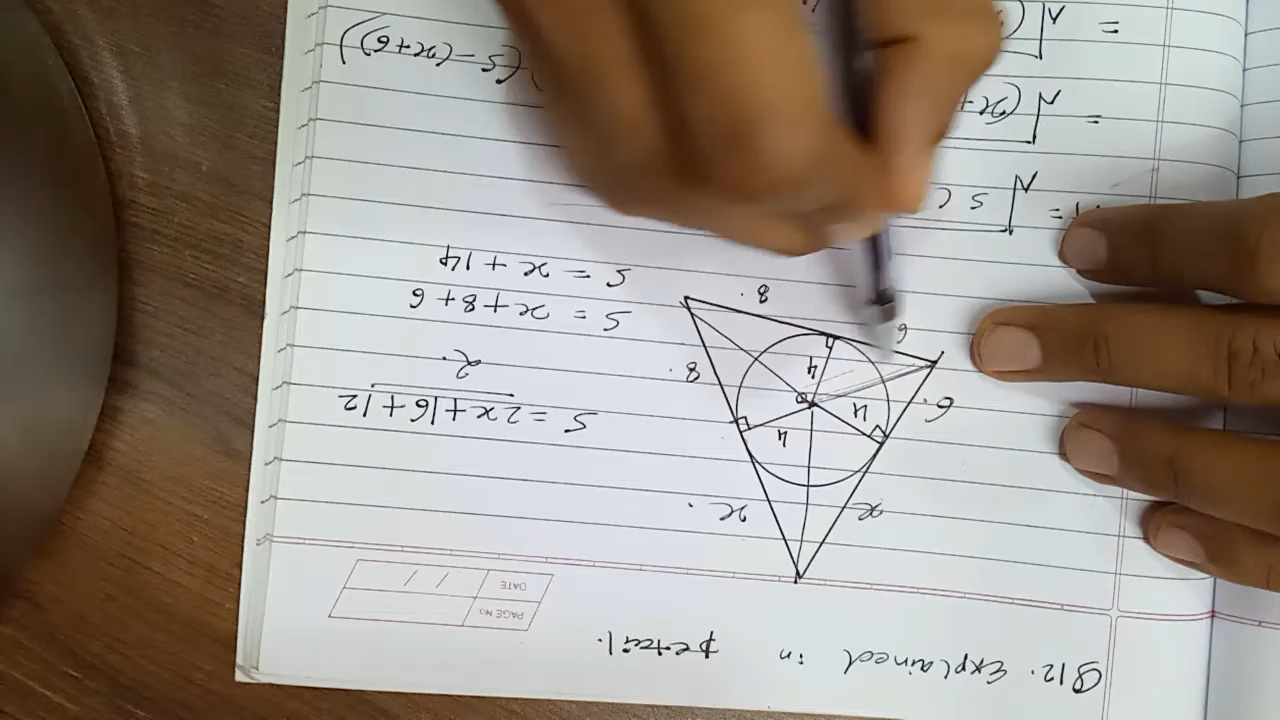 Q12. Explained in Detail.
PAGE No.
DATE / /
x
x
S = 2x+16+12
2
4
4
4
O
6
8
6
8
S = x+8+6
S = x+14
= √ S (
= √ (x+
(S-(x+6))
= √ (